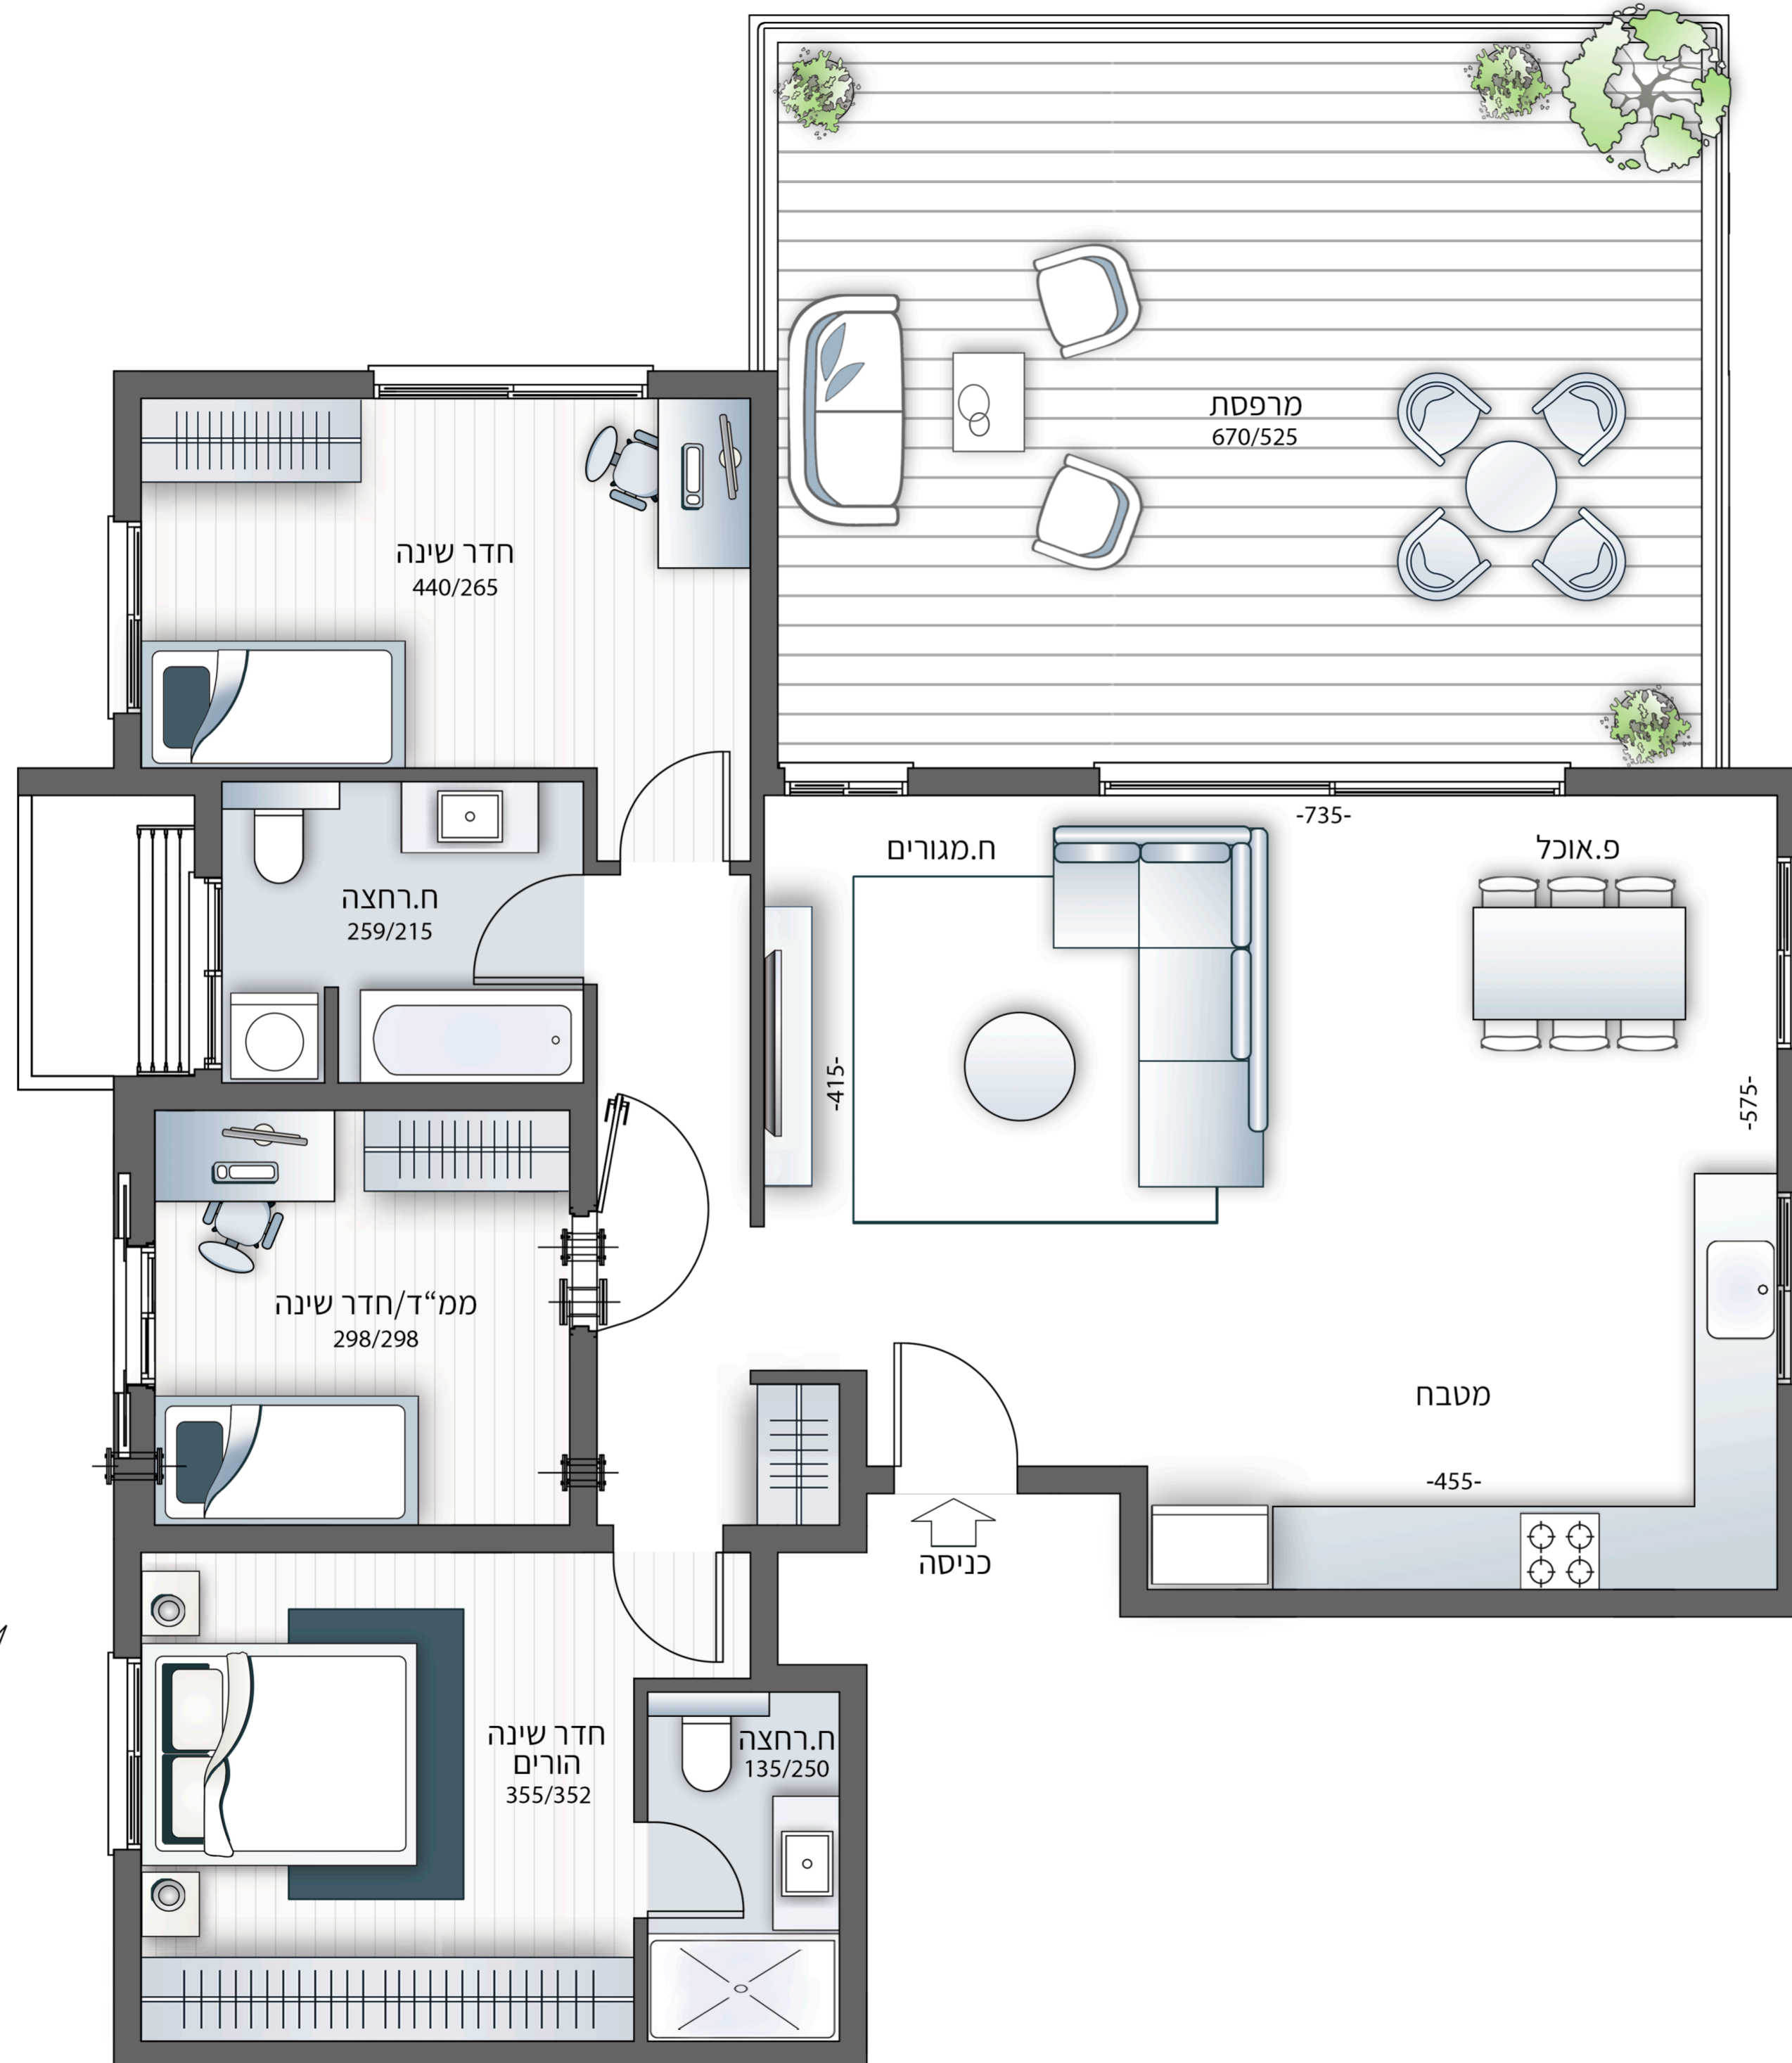 מרפסת
670/525
חדר שינה
440/265
-735-
ח.מגורים
פ.אוכל
ח.רחצה
259/215
-415-
-575-
ממ“ד/חדר שינה
298/298
מטבח
-455-
כניסה
חדר שינה
הורים
355/352
ח.רחצה
135/250